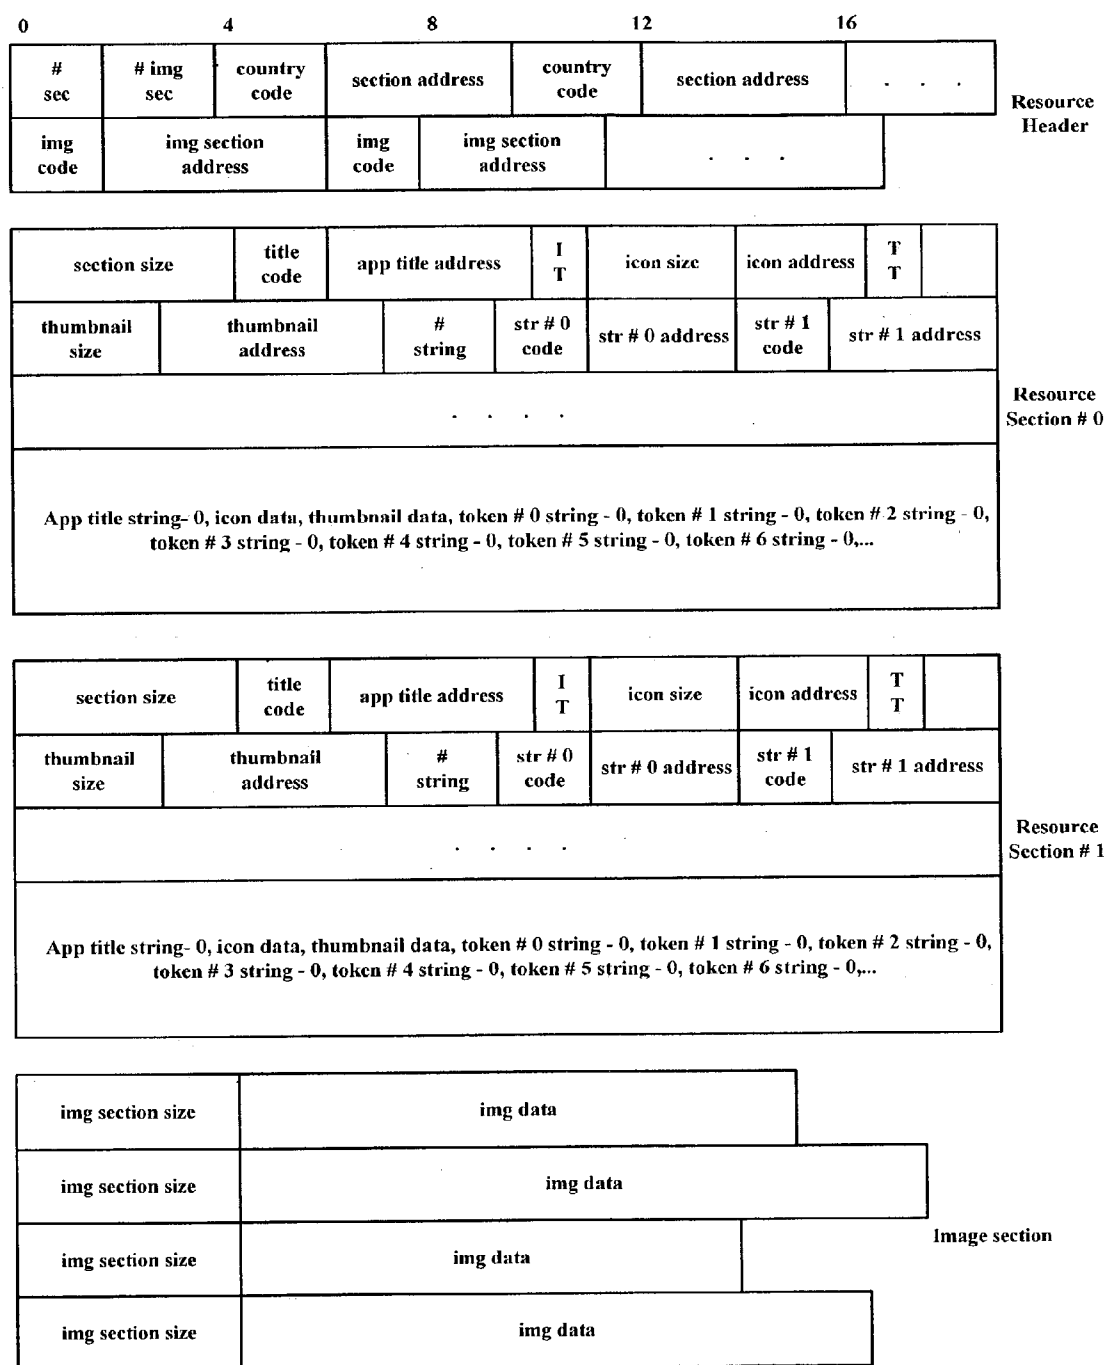 0 4 8 12 16
# sec # img sec country code section address country code section address . . .
img code img section address img code img section address . . .
Resource Header
section size title code app title address I T icon size icon address T T
thumbnail size thumbnail address # string str # 0 code str # 0 address str # 1 code str # 1 address
. . . .
Resource Section # 0
App title string- 0, icon data, thumbnail data, token # 0 string - 0, token # 1 string - 0, token # 2 string - 0,
token # 3 string - 0, token # 4 string - 0, token # 5 string - 0, token # 6 string - 0,...
section size title code app title address I T icon size icon address T T
thumbnail size thumbnail address # string str # 0 code str # 0 address str # 1 code str # 1 address
. . . .
Resource Section # 1
App title string- 0, icon data, thumbnail data, token # 0 string - 0, token # 1 string - 0, token # 2 string - 0,
token # 3 string - 0, token # 4 string - 0, token # 5 string - 0, token # 6 string - 0,...
img section size img data
img section size img data
Image section
img section size img data
img section size img data